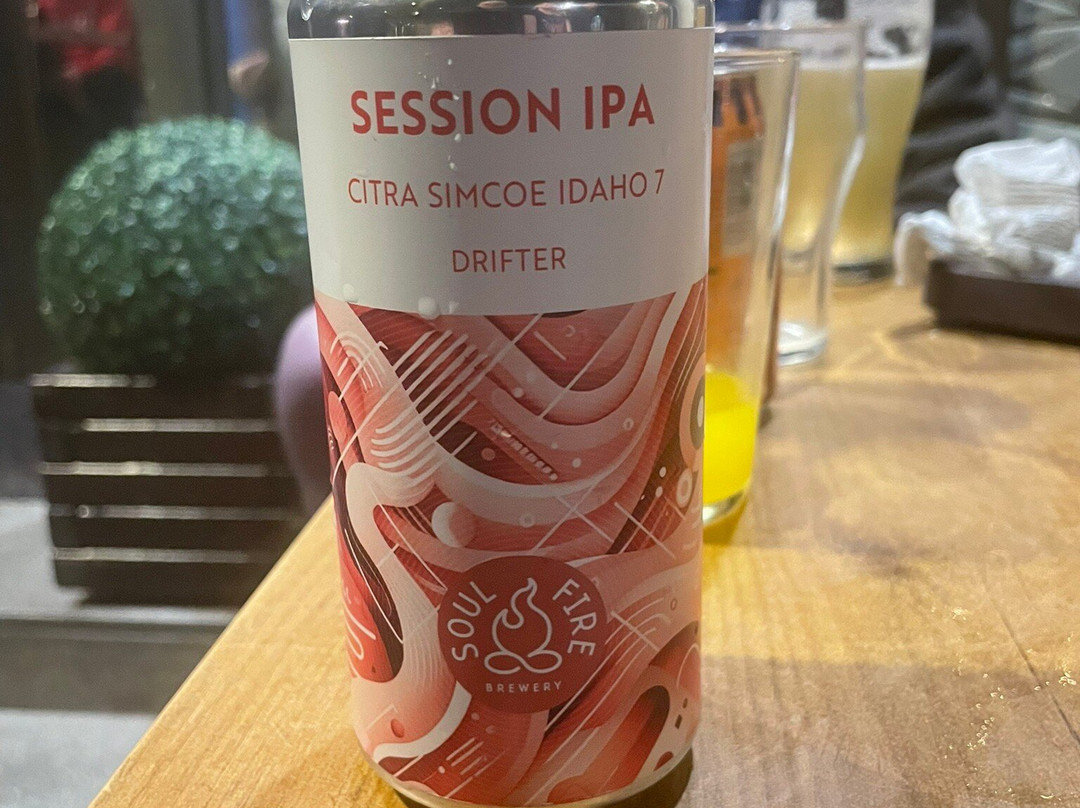 SESSION IPA
CITRA SIMCOE IDAHO 7
DRIFTER
SOUL FIRE
BREWERY